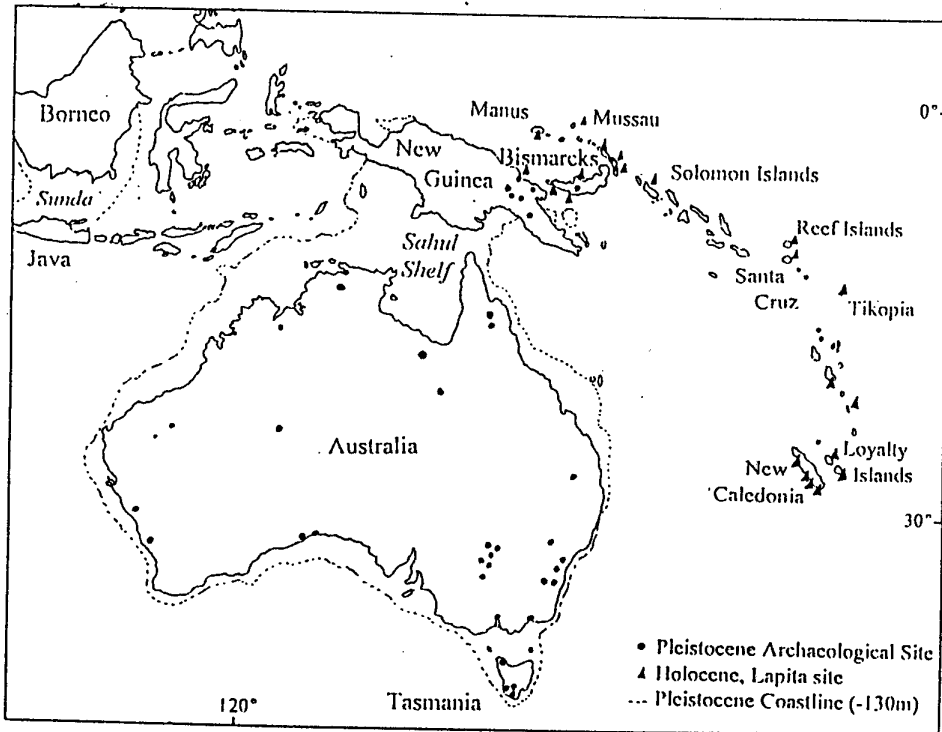 Borneo
Manus
Mussau
0°
New
Guinea
Bismarcks
Sunda
Solomon Islands
Java
Sahul
Shelf
Reef Islands
Santa
Cruz
Tikopia
Australia
Loyalty
Islands
New
Caledonia
30°
• Pleistocene Archaeological Site
▲ Holocene, Lapita site
---- Pleistocene Coastline (-130m)
Tasmania
120°